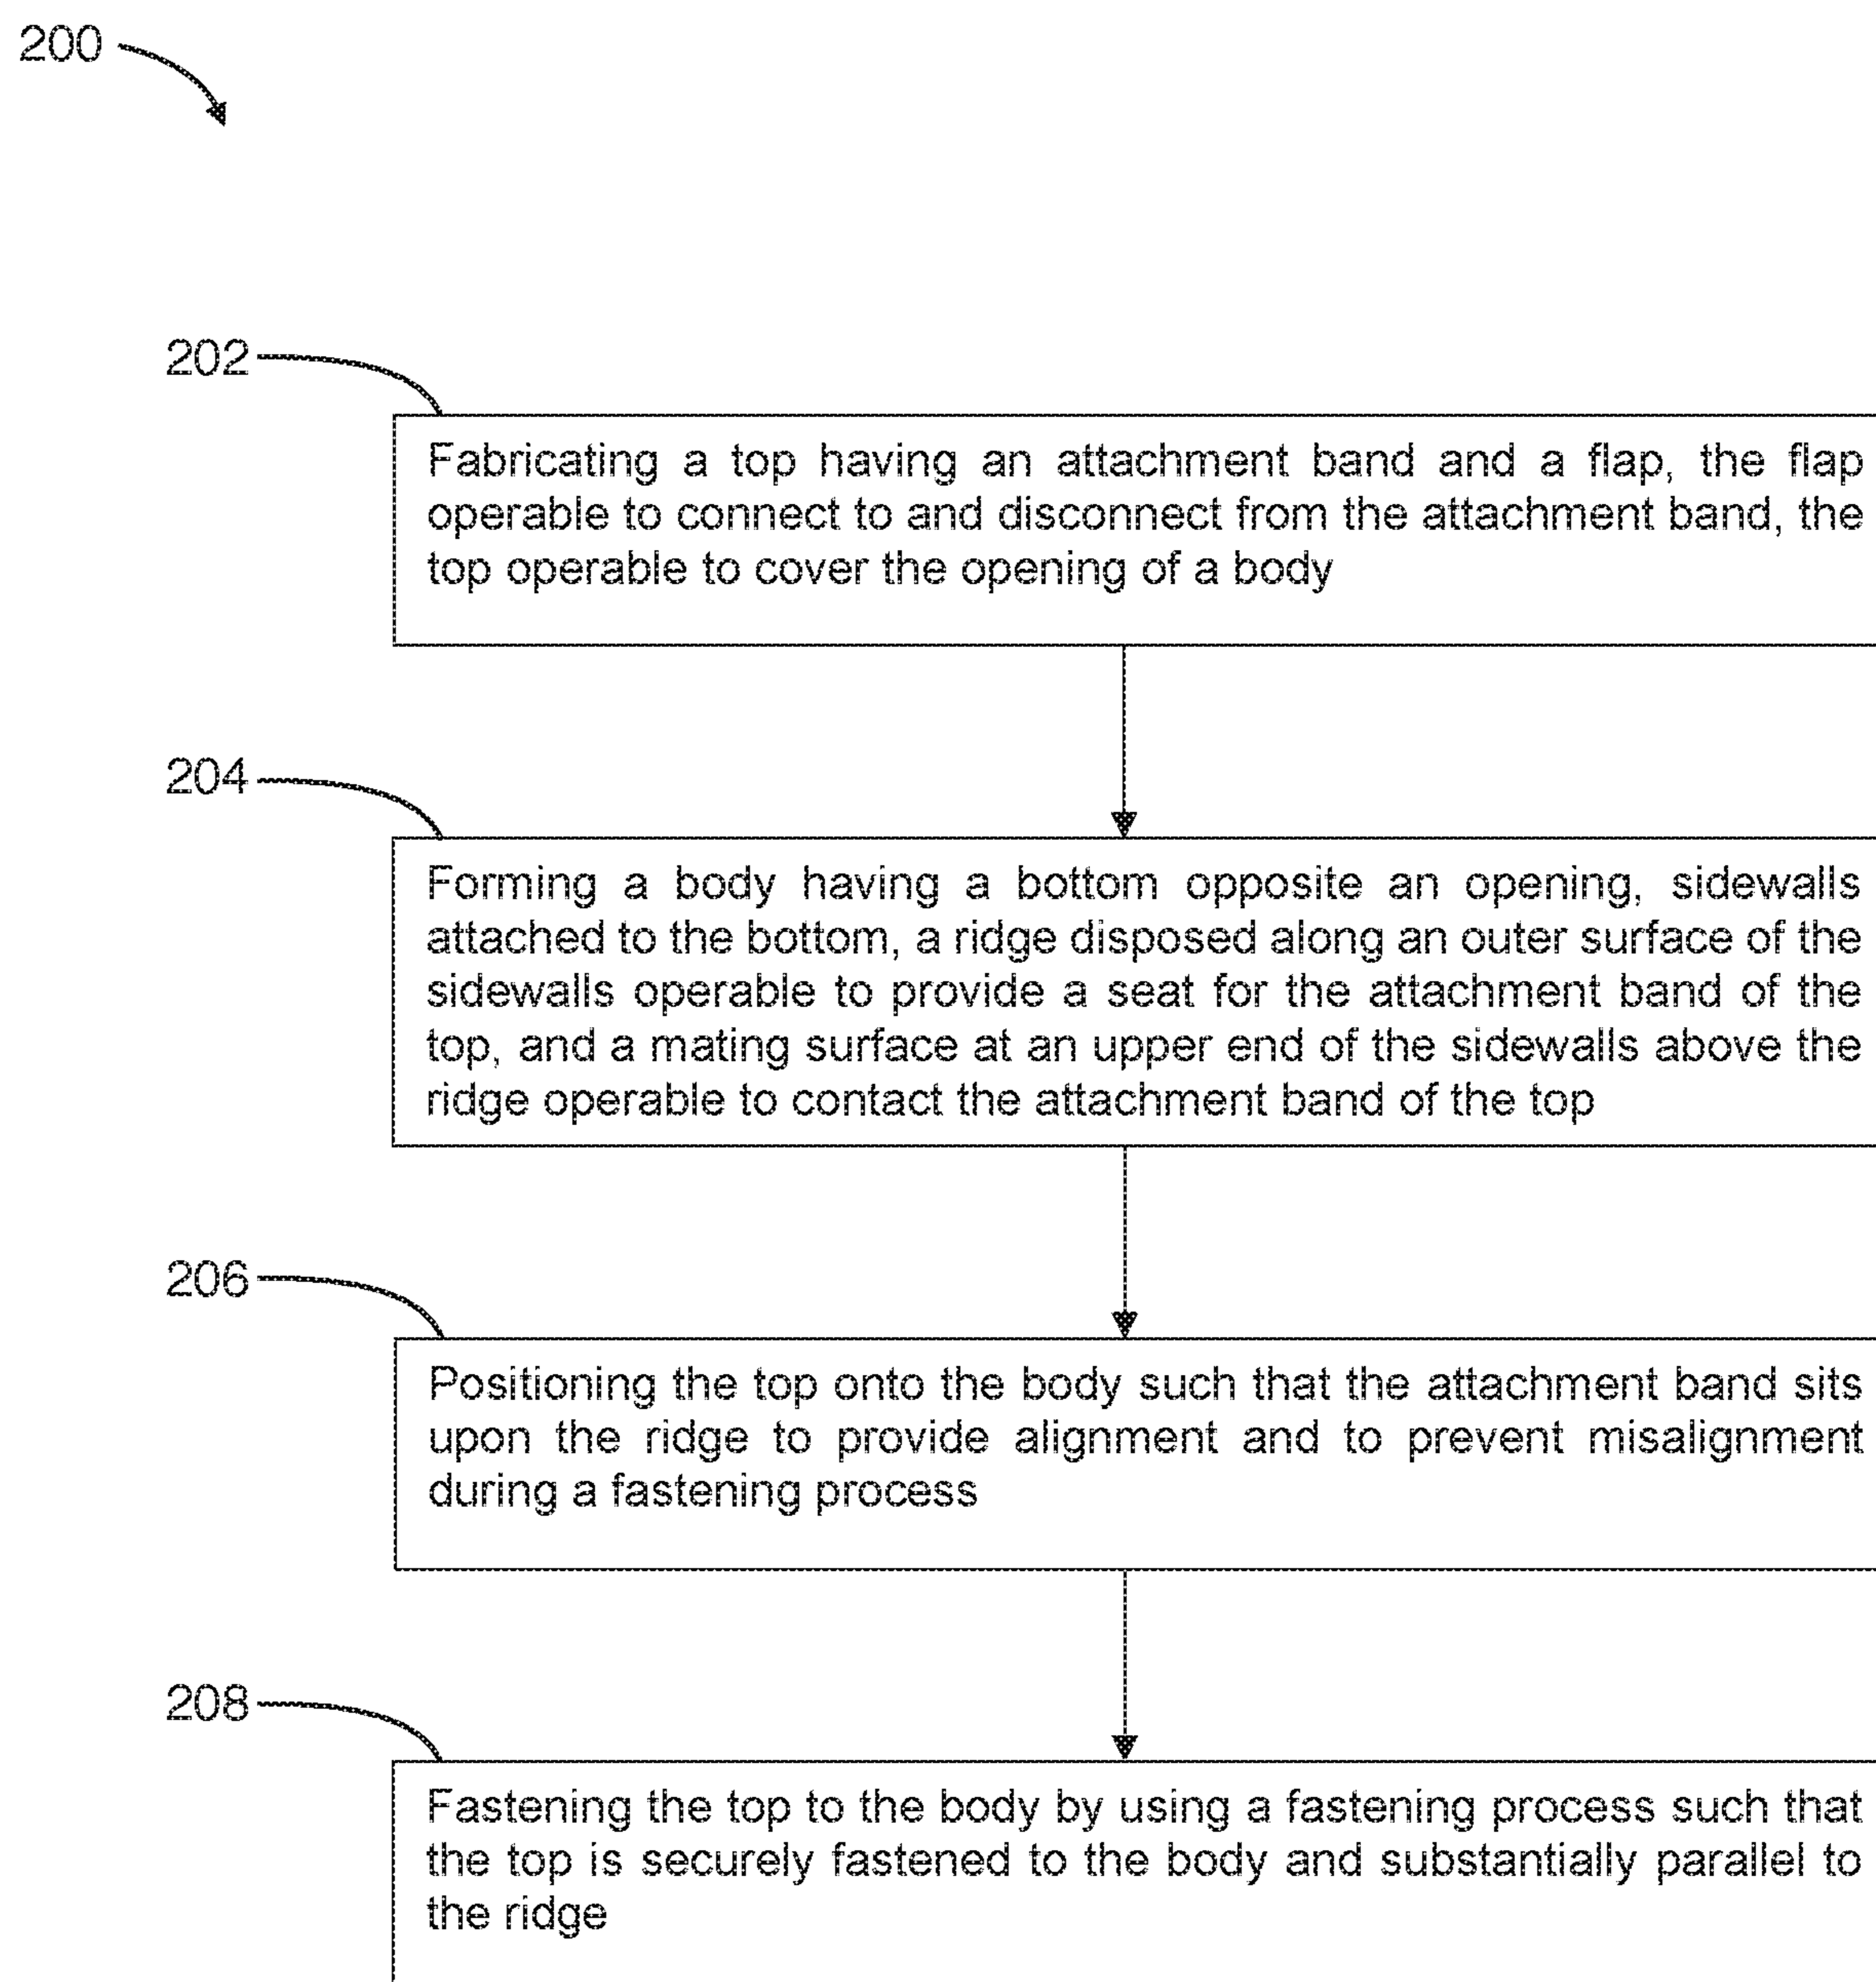 200
202
Fabricating a top having an attachment band and a flap, the flap
operable to connect to and disconnect from the attachment band, the
top operable to cover the opening of a body
204
Forming a body having a bottom opposite an opening, sidewalls
attached to the bottom, a ridge disposed along an outer surface of the
sidewalls operable to provide a seat for the attachment band of the
top, and a mating surface at an upper end of the sidewalls above the
ridge operable to contact the attachment band of the top
206
Positioning the top onto the body such that the attachment band sits
upon the ridge to provide alignment and to prevent misalignment
during a fastening process
208
Fastening the top to the body by using a fastening process such that
the top is securely fastened to the body and substantially parallel to
the ridge